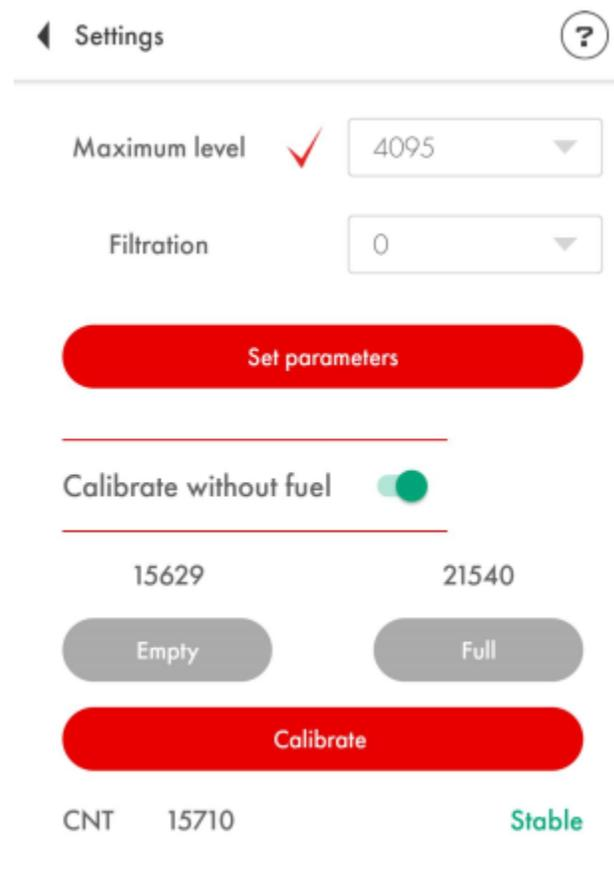 Settings ?
Maximum level 4095
Filtration 0
Set parameters
Calibrate without fuel
15629 21540
Empty Full
Calibrate
CNT 15710 Stable